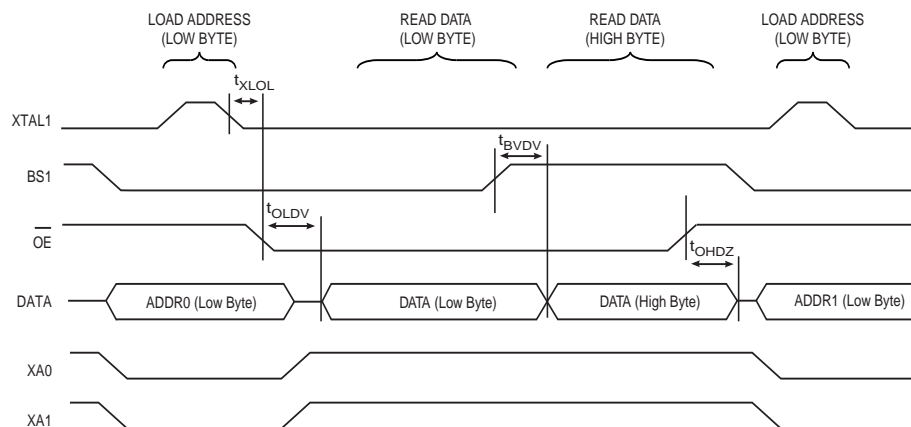 LOAD ADDRESS
(LOW BYTE)
READ DATA
(LOW BYTE)
READ DATA
(HIGH BYTE)
LOAD ADDRESS
(LOW BYTE)
tXLOL
XTAL1
tBVDV
BS1
tOLDV
OE
tOHDZ
DATA
ADDR0 (Low Byte)
DATA (Low Byte)
DATA (High Byte)
ADDR1 (Low Byte)
XA0
XA1